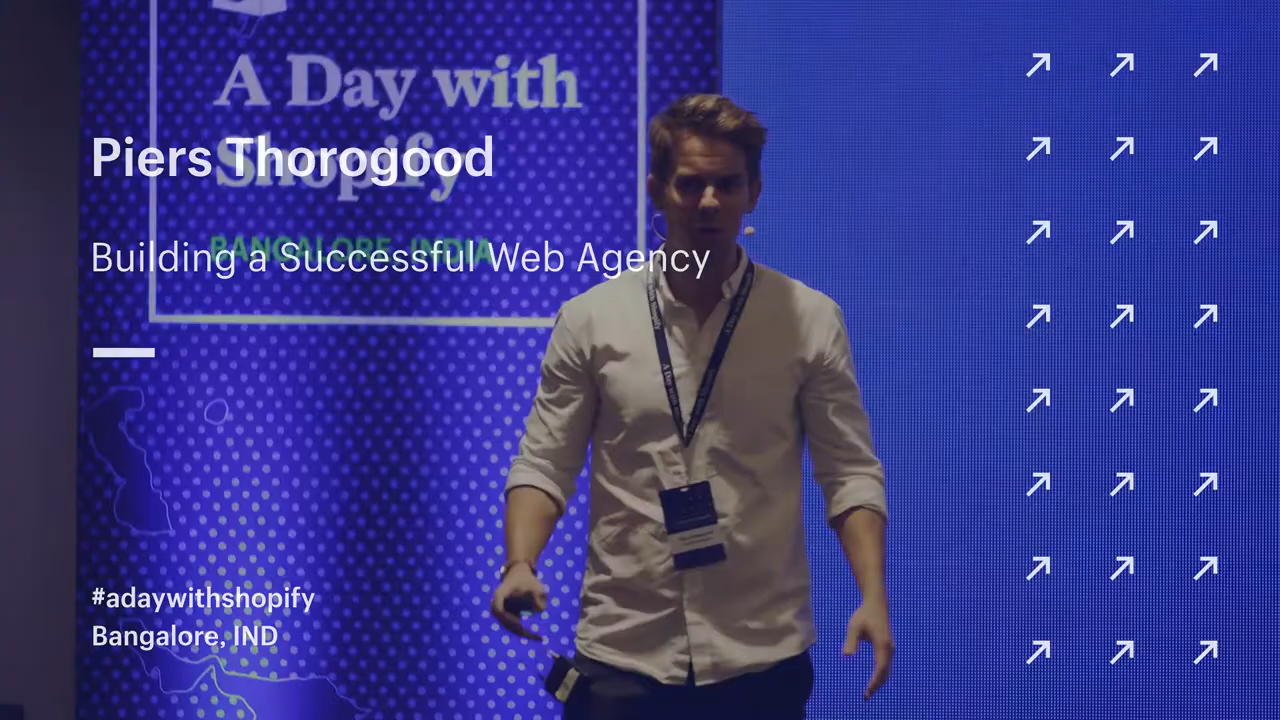 A Day with
Shopify
BANGALORE, INDIA
Piers Thorogood
Building a Successful Web Agency
#adaywithshopify
Bangalore, IND